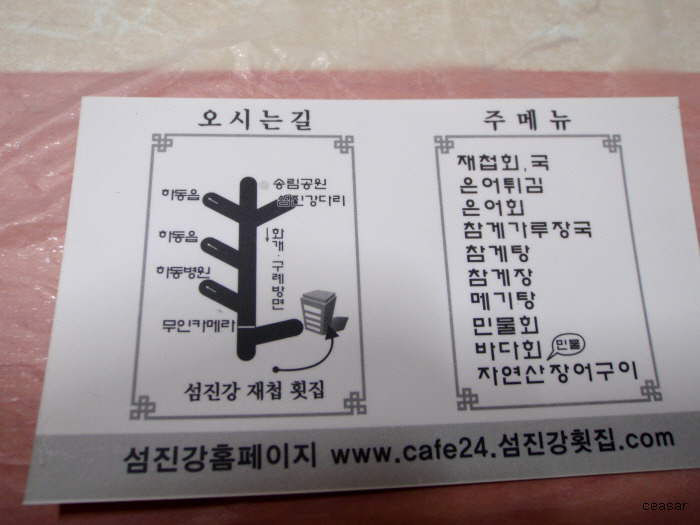 오시는길
송림공원
섬진강다리
하동읍
하동읍
하동병원
무인카메라
↓화개·구례방면
섬진강 재첩 횟집
주메뉴
재첩회,국
은어튀김
은어회
참게가루장국
참게탕
참게장
메기탕
민물회
바다회
민물
자연산장어구이
섬진강홈페이지 www.cafe24.섬진강횟집.com
ceasar